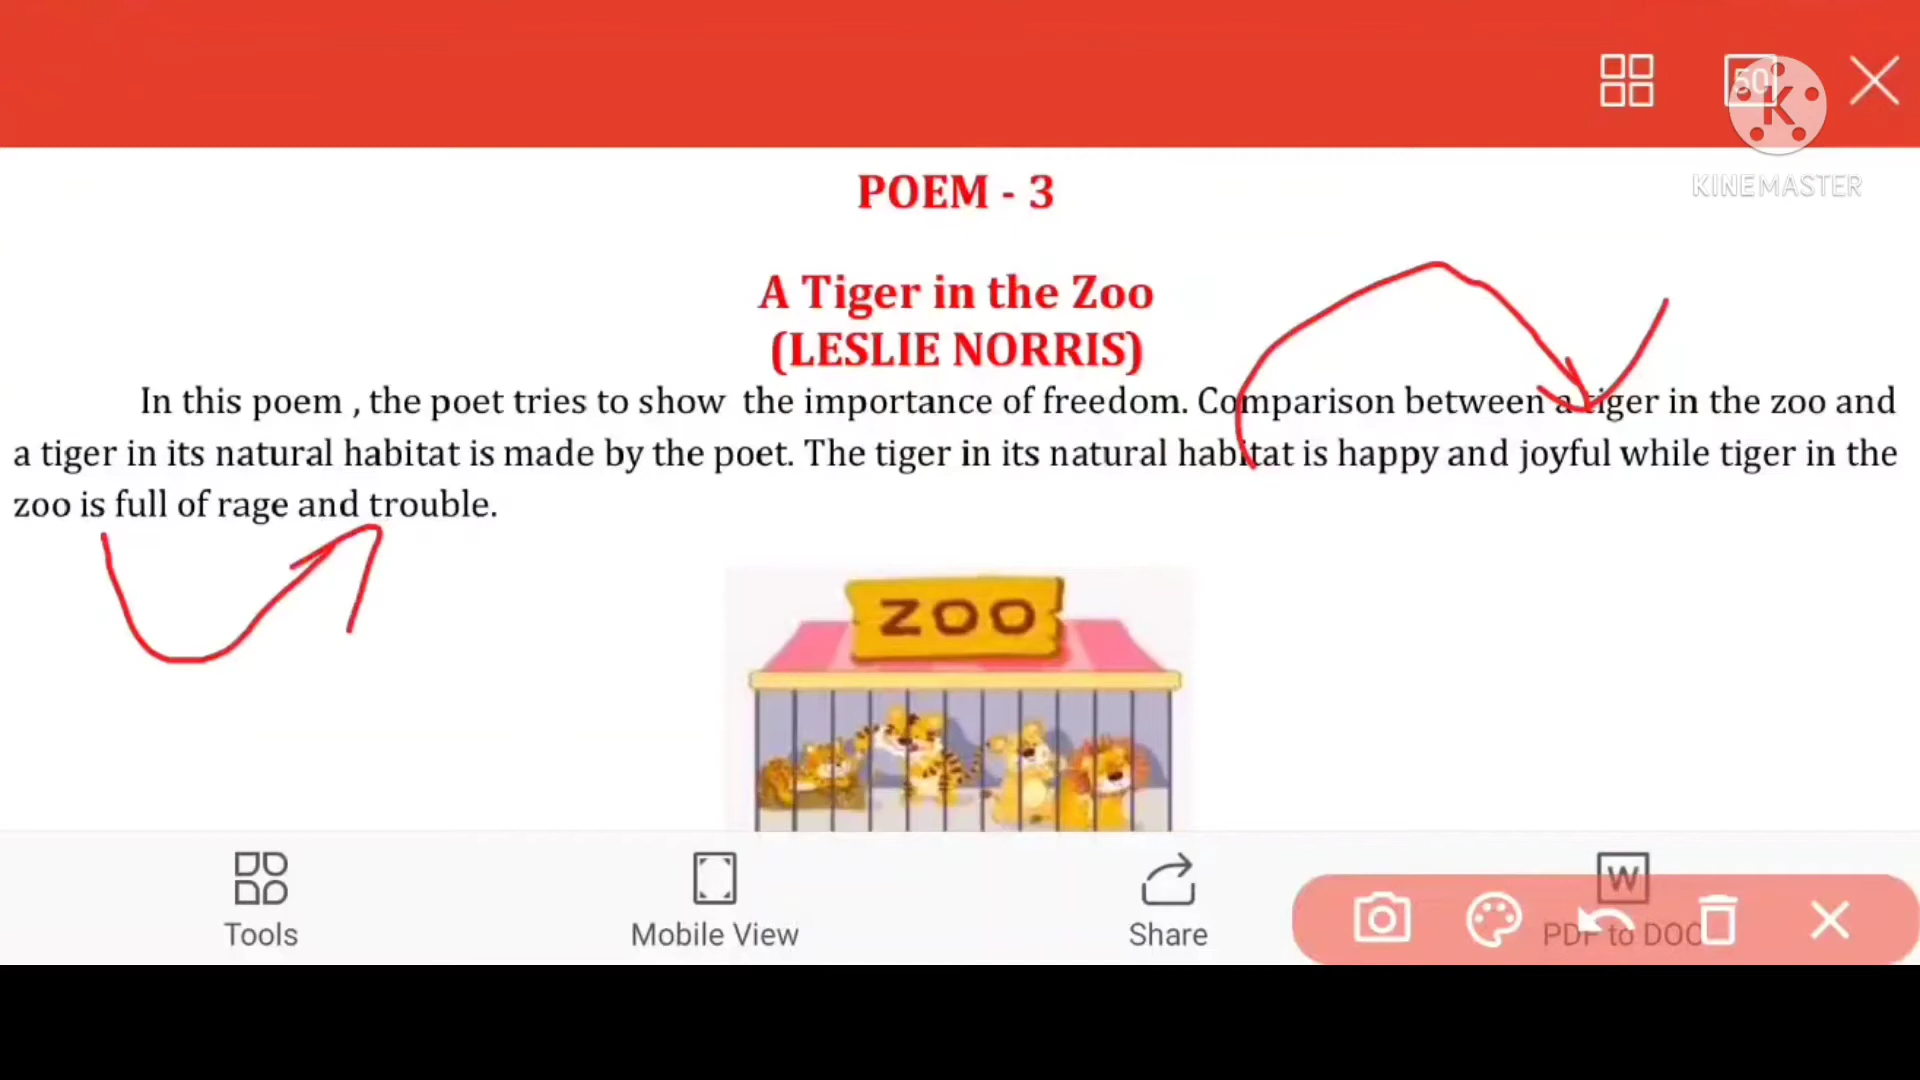 50
K
KINEMASTER
POEM - 3
A Tiger in the Zoo
(LESLIE NORRIS)
In this poem , the poet tries to show the importance of freedom. Comparison between a tiger in the zoo and
a tiger in its natural habitat is made by the poet. The tiger in its natural habitat is happy and joyful while tiger in the
zoo is full of rage and trouble.
ZOO
W
Tools
Mobile View
Share
PDF to DOC